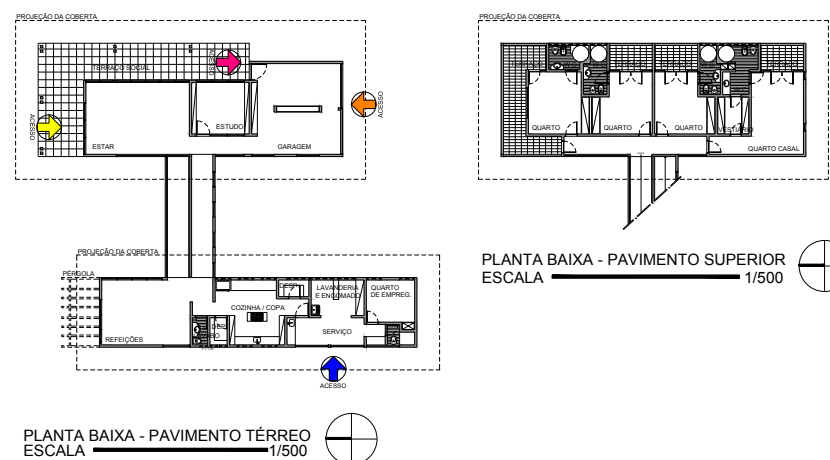 PROJEÇÃO DA COBERTA
ACESSO
TERRAÇO SOCIAL
ACESSO
ACESSO
ESTUDO
ESTAR
GARAGEM
PROJEÇÃO DA COBERTA
PÉRGOLA
DESP.
LAVANDERIA
E ENGOMADO
QUARTO
DE EMPREG.
COZINHA / COPA
SERVIÇO
REFEIÇÕES
ACESSO
PLANTA BAIXA - PAVIMENTO TÉRREO
ESCALA 1/500
PROJEÇÃO DA COBERTA
QUARTO
QUARTO
QUARTO
VESTIÁRIO
QUARTO CASAL
PLANTA BAIXA - PAVIMENTO SUPERIOR
ESCALA 1/500